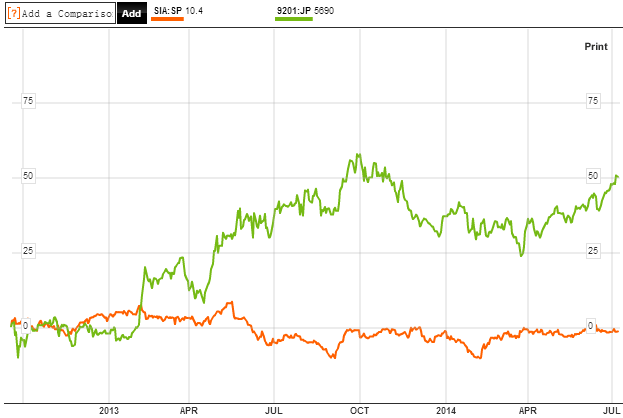 [?] Add a Compariso Add SIA:SP 10.4 9201:JP 5690
Print
75 75
50 50
25 25
0 0
2013 APR JUL OCT 2014 APR JUL